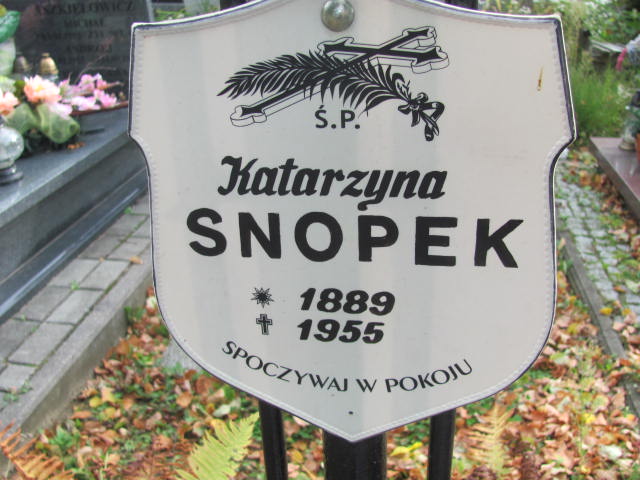 Ś.P.
Katarzyna
SNOPEK
1889
1955
SPOCZYWAJ W POKOJU